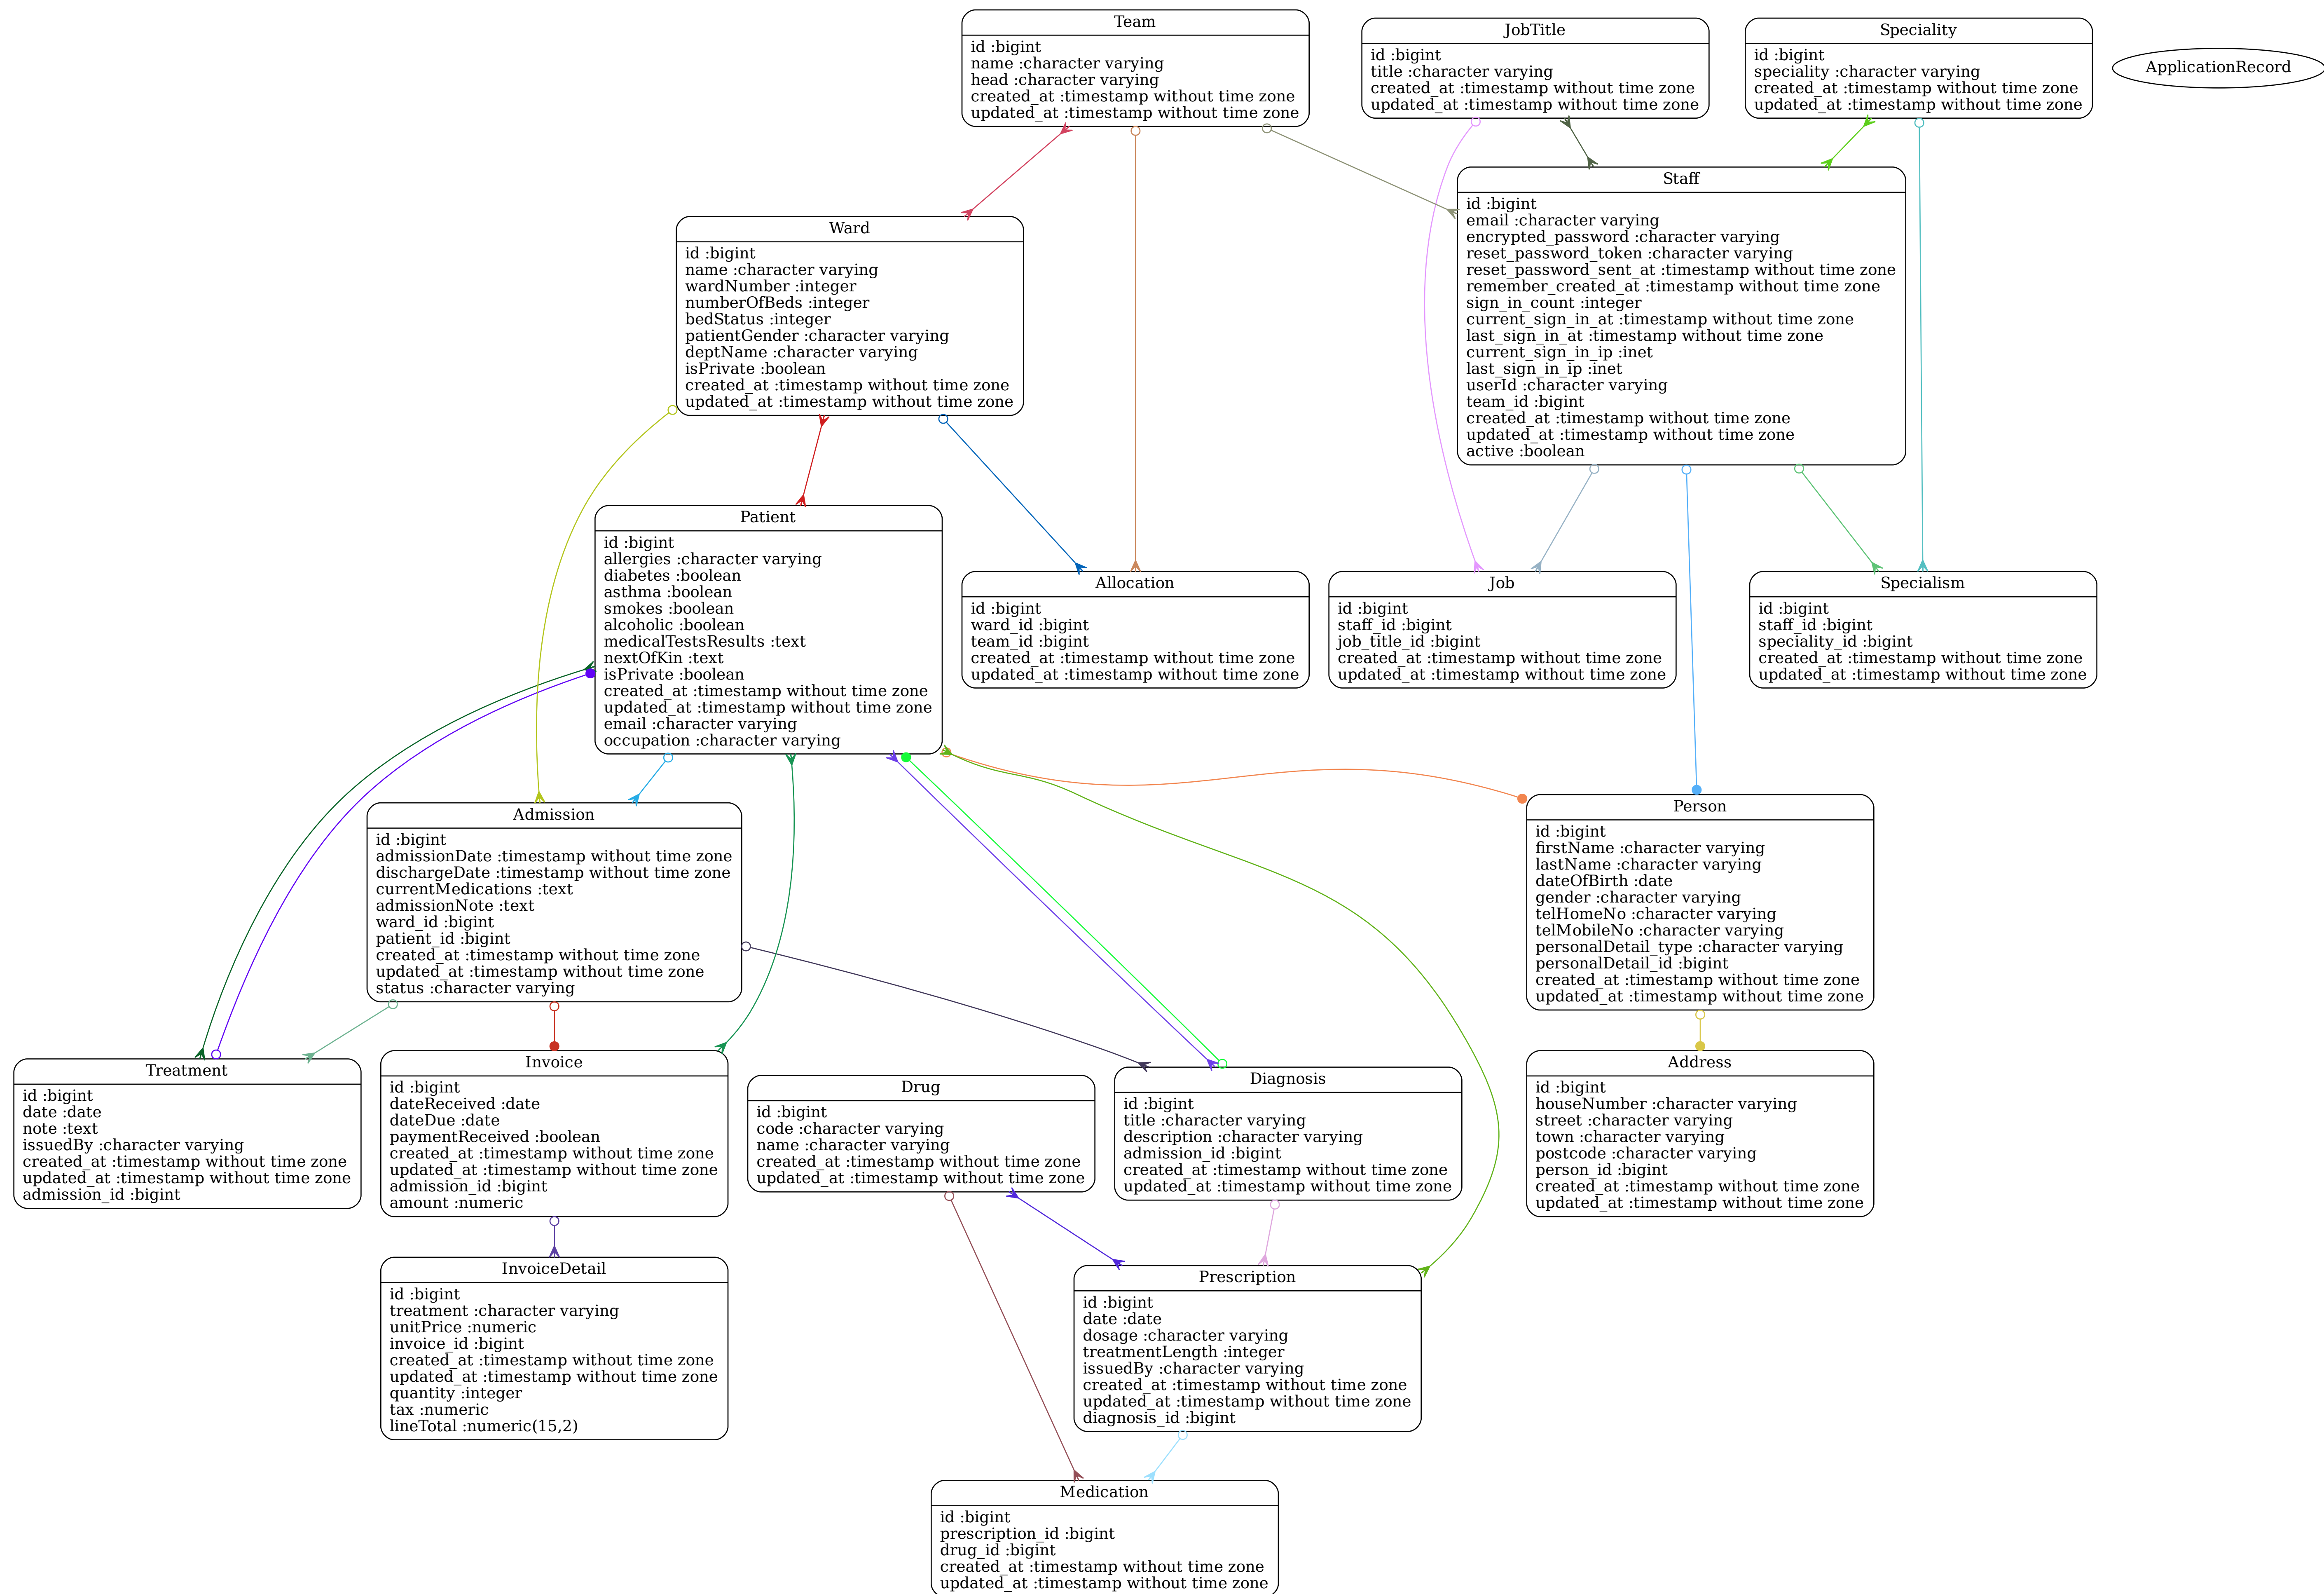 Team
id :bigint
name :character varying
head :character varying
created_at :timestamp without time zone
updated_at :timestamp without time zone
JobTitle
id :bigint
title :character varying
created_at :timestamp without time zone
updated_at :timestamp without time zone
Speciality
id :bigint
speciality :character varying
created_at :timestamp without time zone
updated_at :timestamp without time zone
ApplicationRecord
Staff
id :bigint
email :character varying
encrypted_password :character varying
reset_password_token :character varying
reset_password_sent_at :timestamp without time zone
remember_created_at :timestamp without time zone
sign_in_count :integer
current_sign_in_at :timestamp without time zone
last_sign_in_at :timestamp without time zone
current_sign_in_ip :inet
last_sign_in_ip :inet
userId :character varying
team_id :bigint
created_at :timestamp without time zone
updated_at :timestamp without time zone
active :boolean
Ward
id :bigint
name :character varying
wardNumber :integer
numberOfBeds :integer
bedStatus :integer
patientGender :character varying
deptName :character varying
isPrivate :boolean
created_at :timestamp without time zone
updated_at :timestamp without time zone
Patient
id :bigint
allergies :character varying
diabetes :boolean
asthma :boolean
smokes :boolean
alcoholic :boolean
medicalTestsResults :text
nextOfKin :text
isPrivate :boolean
created_at :timestamp without time zone
updated_at :timestamp without time zone
email :character varying
occupation :character varying
Allocation
id :bigint
ward_id :bigint
team_id :bigint
created_at :timestamp without time zone
updated_at :timestamp without time zone
Job
id :bigint
staff_id :bigint
job_title_id :bigint
created_at :timestamp without time zone
updated_at :timestamp without time zone
Specialism
id :bigint
staff_id :bigint
speciality_id :bigint
created_at :timestamp without time zone
updated_at :timestamp without time zone
Admission
id :bigint
admissionDate :timestamp without time zone
dischargeDate :timestamp without time zone
currentMedications :text
admissionNote :text
ward_id :bigint
patient_id :bigint
created_at :timestamp without time zone
updated_at :timestamp without time zone
status :character varying
Person
id :bigint
firstName :character varying
lastName :character varying
dateOfBirth :date
gender :character varying
telHomeNo :character varying
telMobileNo :character varying
personalDetail_type :character varying
personalDetail_id :bigint
created_at :timestamp without time zone
updated_at :timestamp without time zone
Treatment
id :bigint
date :date
note :text
issuedBy :character varying
created_at :timestamp without time zone
updated_at :timestamp without time zone
admission_id :bigint
Invoice
id :bigint
dateReceived :date
dateDue :date
paymentReceived :boolean
created_at :timestamp without time zone
updated_at :timestamp without time zone
admission_id :bigint
amount :numeric
Drug
id :bigint
code :character varying
name :character varying
created_at :timestamp without time zone
updated_at :timestamp without time zone
Diagnosis
id :bigint
title :character varying
description :character varying
admission_id :bigint
created_at :timestamp without time zone
updated_at :timestamp without time zone
Address
id :bigint
houseNumber :character varying
street :character varying
town :character varying
postcode :character varying
person_id :bigint
created_at :timestamp without time zone
updated_at :timestamp without time zone
InvoiceDetail
id :bigint
treatment :character varying
unitPrice :numeric
invoice_id :bigint
created_at :timestamp without time zone
updated_at :timestamp without time zone
quantity :integer
tax :numeric
lineTotal :numeric(15,2)
Prescription
id :bigint
date :date
dosage :character varying
treatmentLength :integer
issuedBy :character varying
created_at :timestamp without time zone
updated_at :timestamp without time zone
diagnosis_id :bigint
Medication
id :bigint
prescription_id :bigint
drug_id :bigint
created_at :timestamp without time zone
updated_at :timestamp without time zone